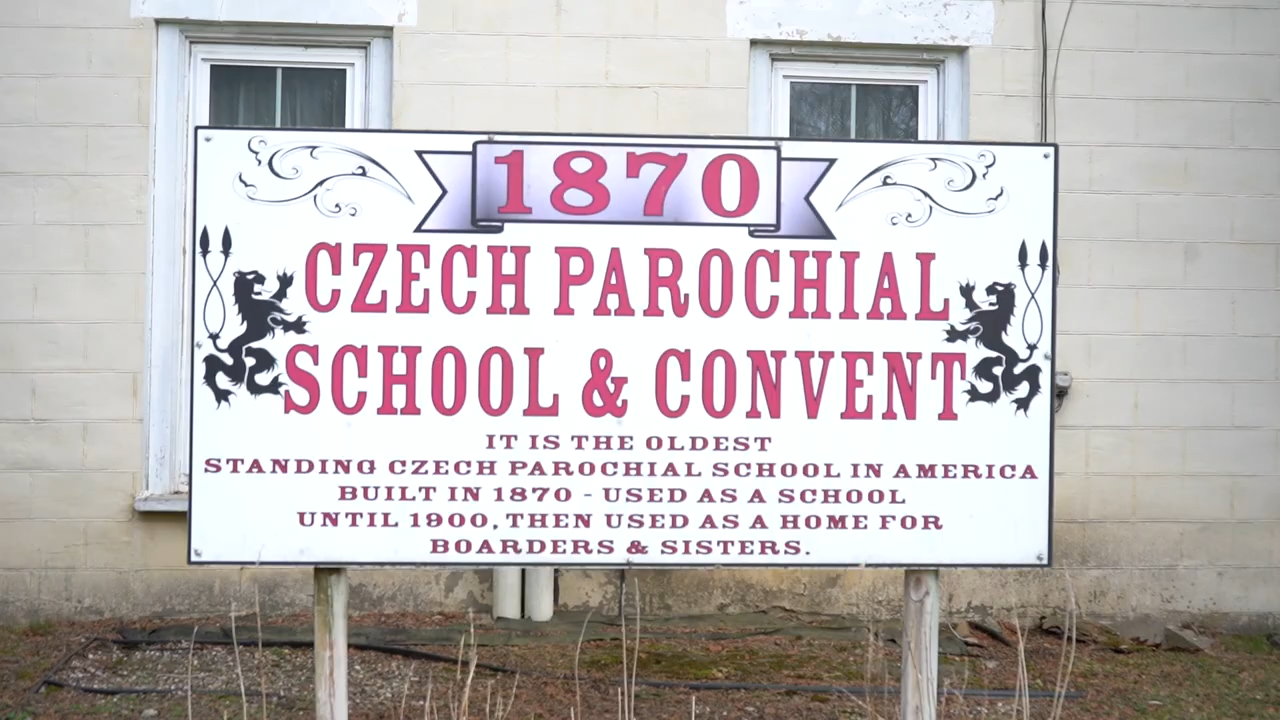 1870
CZECH PAROCHIAL
SCHOOL & CONVENT
IT IS THE OLDEST
STANDING CZECH PAROCHIAL SCHOOL IN AMERICA
BUILT IN 1870 - USED AS A SCHOOL
UNTIL 1900, THEN USED AS A HOME FOR
BOARDERS & SISTERS.